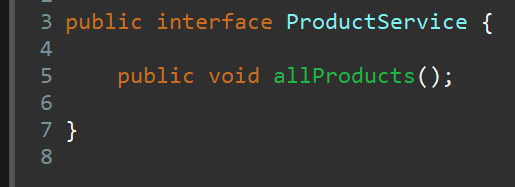 3 public interface ProductService {
4
5     public void allProducts();
6
7 }
8